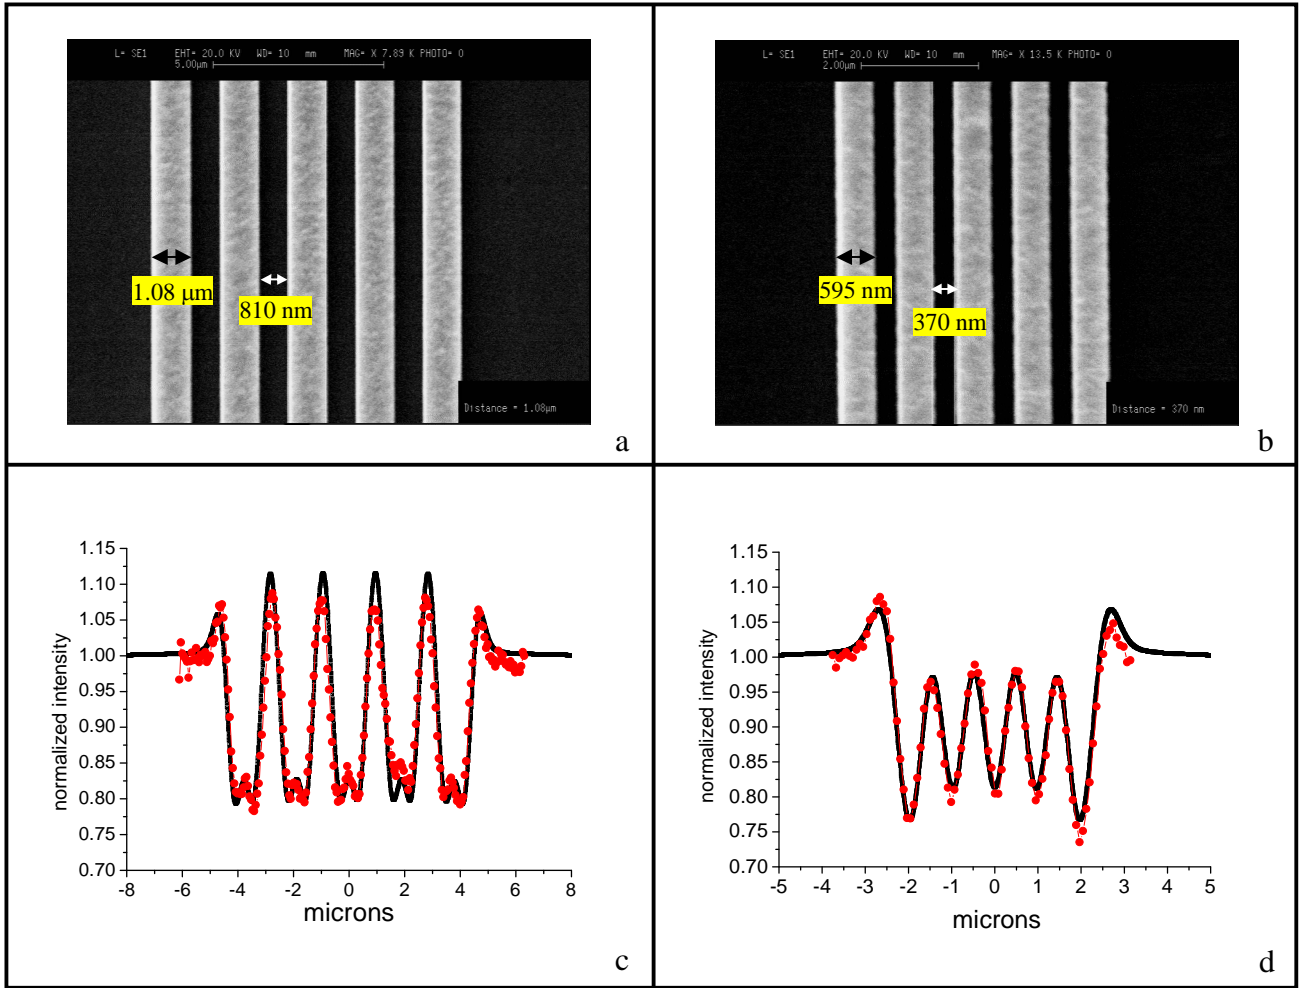 L= SE1 EHT= 20.0 KV WD= 10 mm MAG= X 7.89 K PHOTO= 0
5.00µm
1.08 µm
810 nm
Distance = 1.08µm
a
L= SE1 EHT= 20.0 KV WD= 10 mm MAG= X 13.5 K PHOTO= 0
2.00µm
595 nm
370 nm
Distance = 370 nm
b
1.15
1.10
1.05
1.00
0.95
0.90
0.85
0.80
0.75
0.70
normalized intensity
-8 -6 -4 -2 0 2 4 6 8
microns
c
1.15
1.10
1.05
1.00
0.95
0.90
0.85
0.80
0.75
0.70
normalized intensity
-5 -4 -3 -2 -1 0 1 2 3 4 5
microns
d